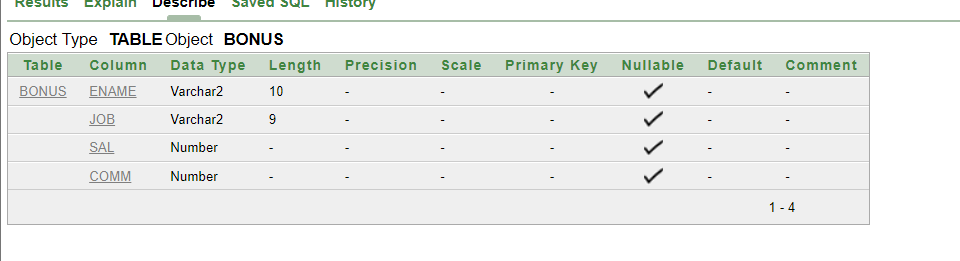 Results Explain Describe Saved SQL History
Object Type TABLE Object BONUS
Table Column Data Type Length Precision Scale Primary Key Nullable Default Comment
BONUS ENAME Varchar2 10 - - - - -
JOB Varchar2 9 - - - - -
SAL Number - - - - - -
COMM Number - - - - - -
1 - 4